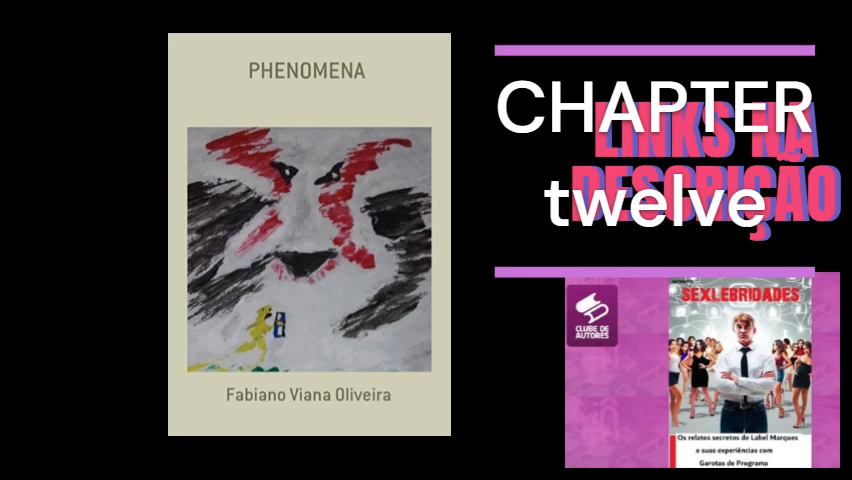 PHENOMENA
Fabiano Viana Oliveira
CHAPTER
twelve
LINKS NA
DESCRIÇÃO
CLUBE DE
AUTORES
SEXLEBRIDADES
Os relatos secretos de Label Marques
e suas experiências com
Garotas de Programa